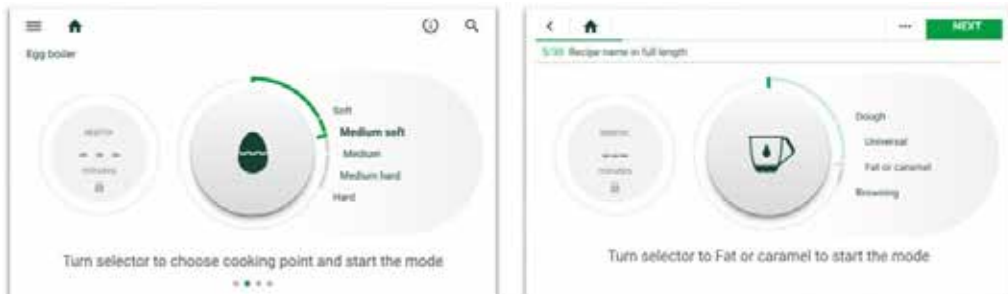 Egg boiler
minutes
Soft
Medium soft
Medium
Medium hard
Hard
Turn selector to choose cooking point and start the mode
NEXT
Recipe name in full length
minutes
Dough
Universal
Fat or caramel
Browning
Turn selector to Fat or caramel to start the mode